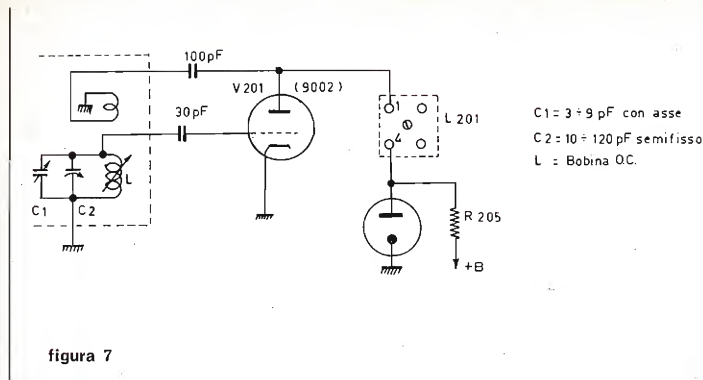 100pF
V201 (9002)
30pF
1
L 201
4
C1 C2 L
R 205
+B
C1 = 3 ÷ 9 pF con asse
C2 = 10 ÷ 120 pF semifisso
L = Bobina O.C.
figura 7